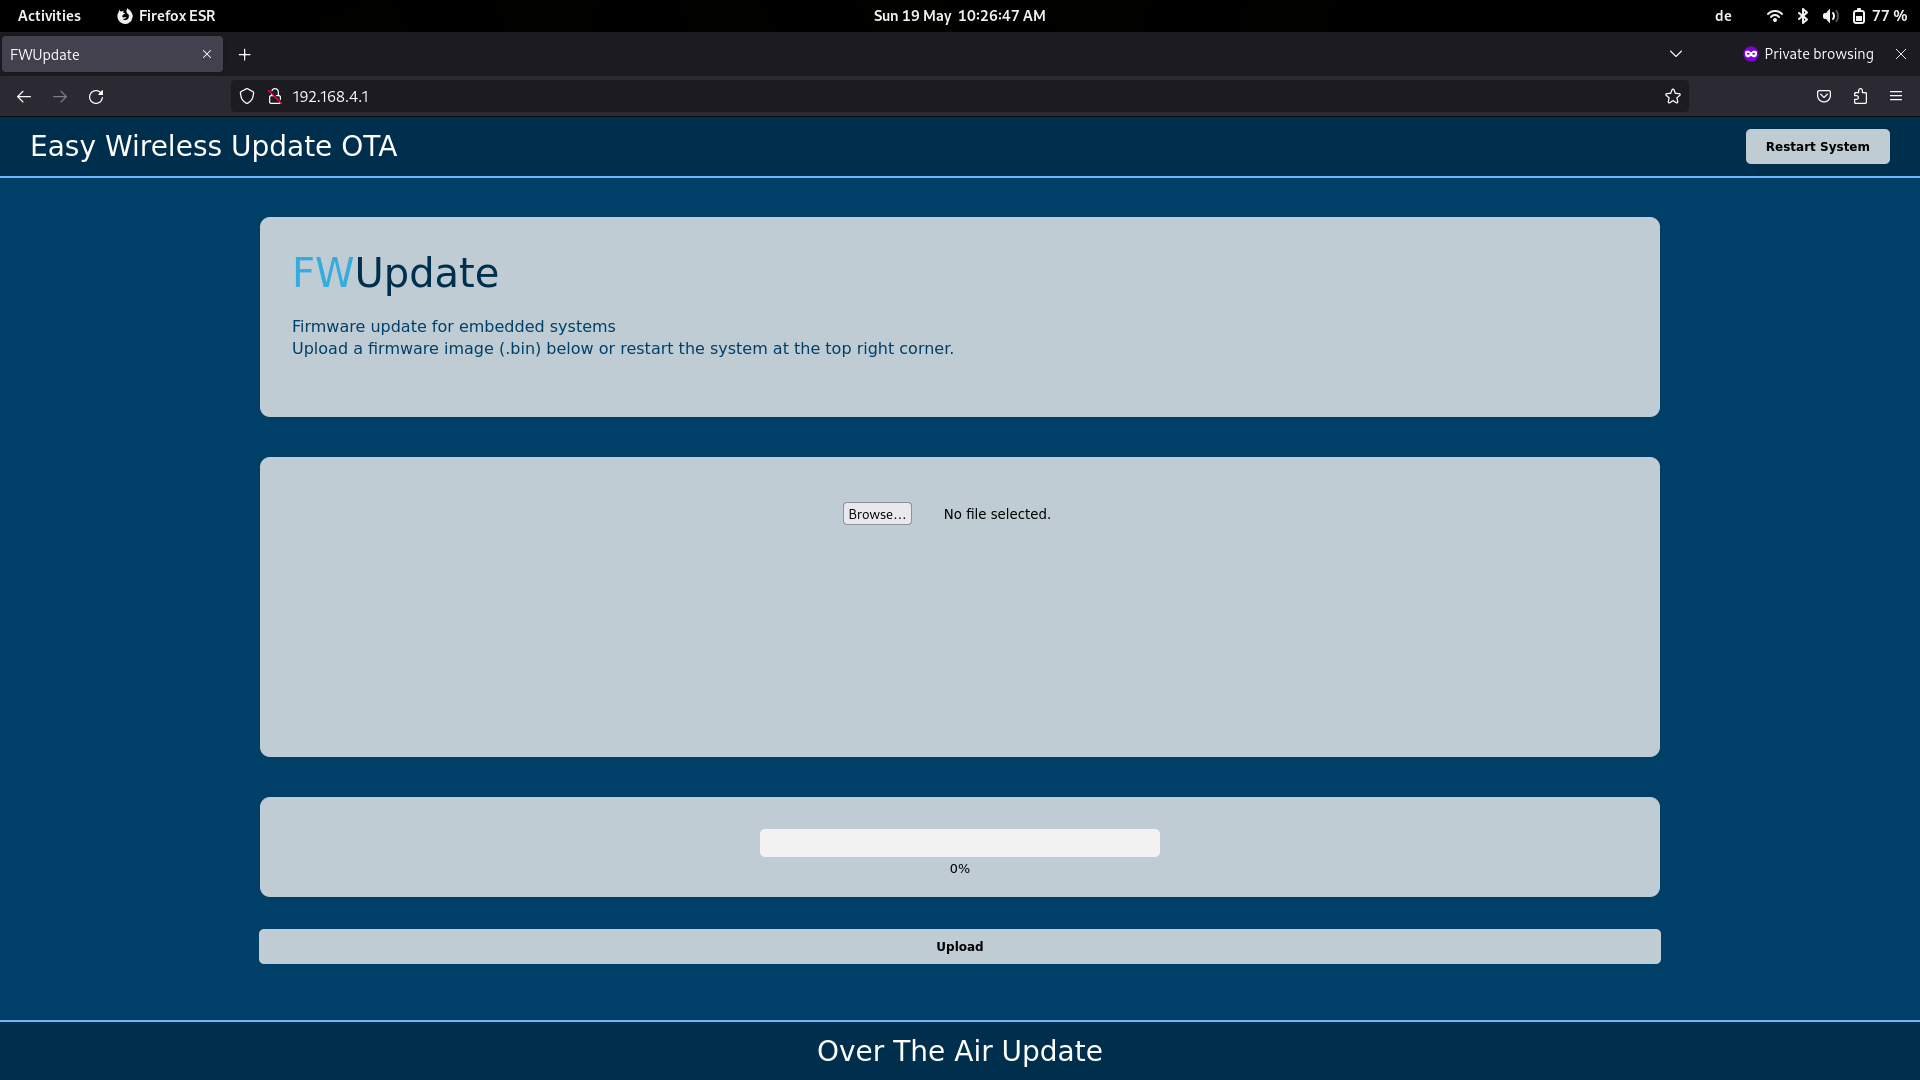 Activities Firefox ESR Sun 19 May 10:26:47 AM de 77 %
FWUpdate Private browsing
192.168.4.1
Easy Wireless Update OTA Restart System
FWUpdate
Firmware update for embedded systems
Upload a firmware image (.bin) below or restart the system at the top right corner.
Browse... No file selected.
0%
Upload
Over The Air Update